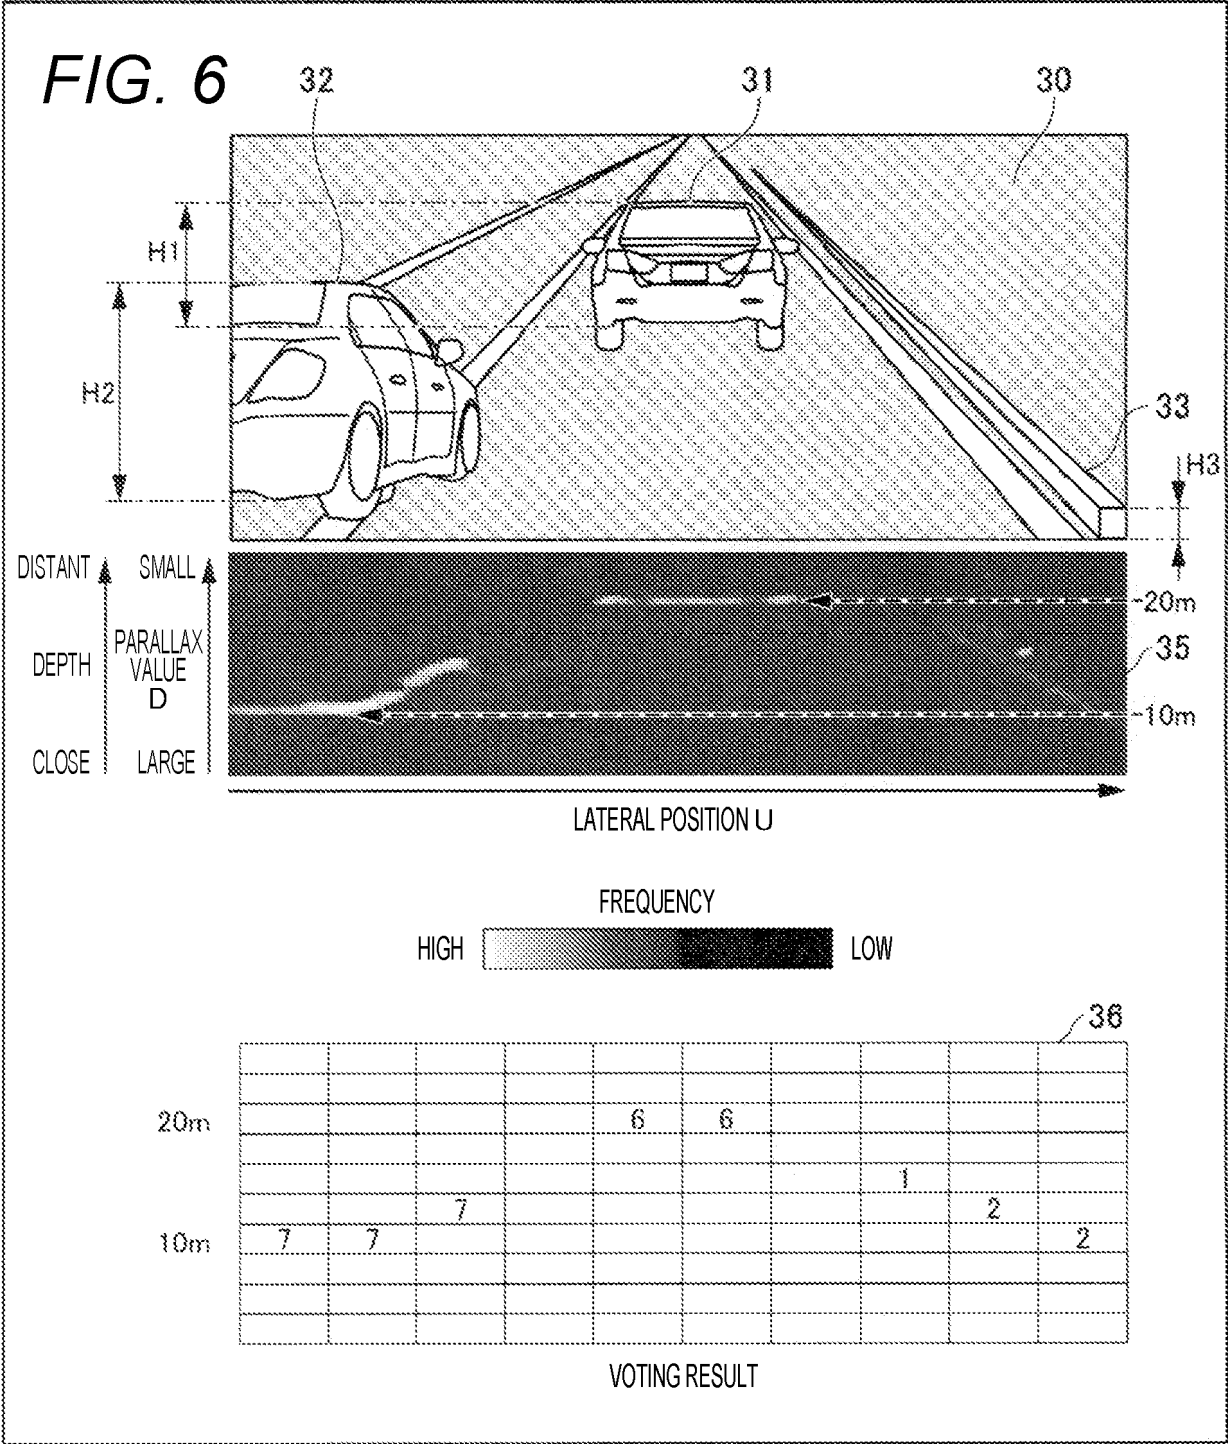 FIG. 6
32
31
30
H1
H2
33
H3
DISTANT
SMALL
20m
DEPTH
PARALLAX
VALUE
D
35
10m
CLOSE
LARGE
LATERAL POSITION U
FREQUENCY
HIGH
LOW
36
20m
6 6
1
7 2
10m
7 7 2
VOTING RESULT